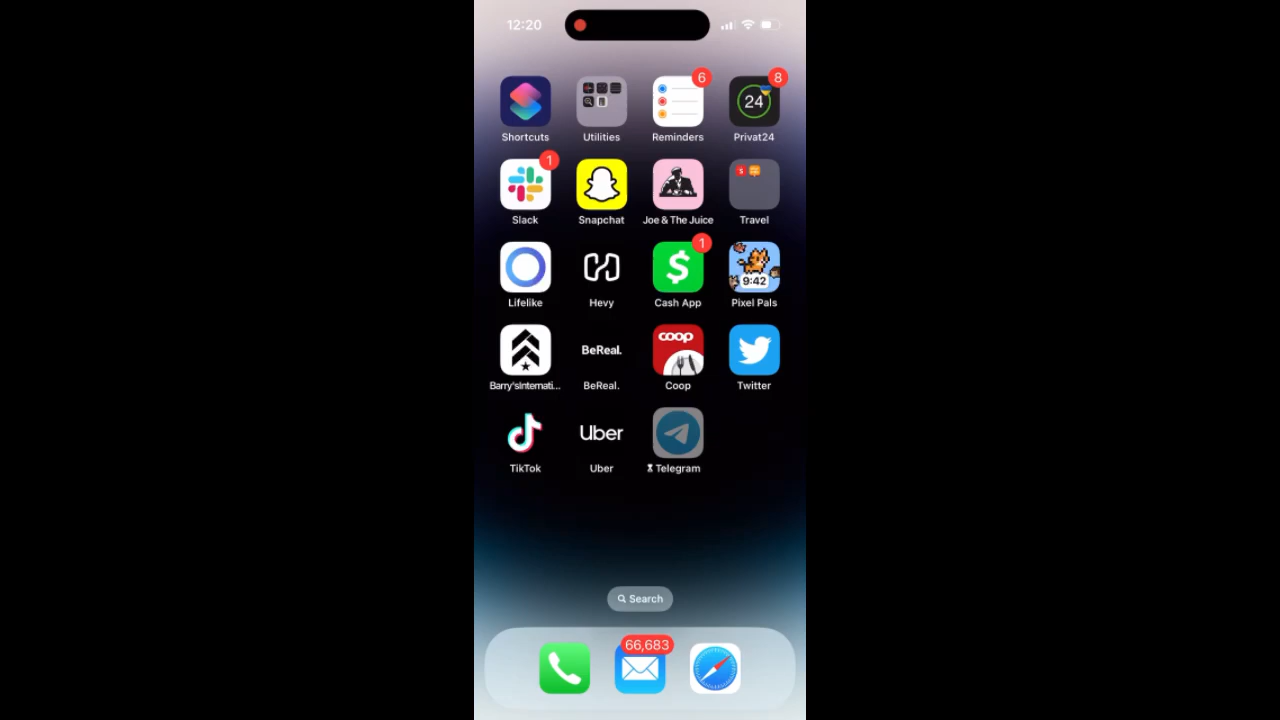 12:20
6
8
24
Shortcuts
Utilities
Reminders
Privat24
1
Slack
Snapchat
Joe & The Juice
Travel
1
$
9:42
Lifelike
Hevy
Cash App
Pixel Pals
BeReal.
coop
Barry'sInternati...
BeReal.
Coop
Twitter
Uber
TikTok
Uber
Telegram
Search
66,683